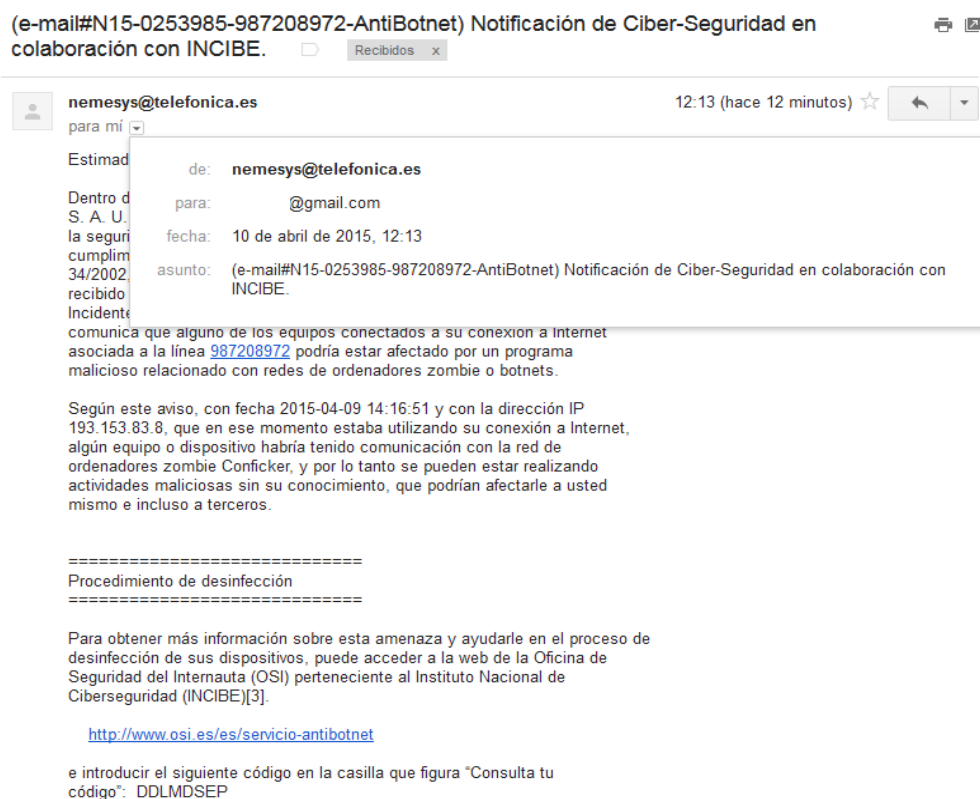 (e-mail#N15-0253985-987208972-AntiBotnet) Notificación de Ciber-Seguridad en
colaboración con INCIBE. Recibidos x
nemesys@telefonica.es 12:13 (hace 12 minutos)
para mí
Estimad
de: nemesys@telefonica.es
Dentro d
para: @gmail.com
S. A. U.
la seguri
fecha: 10 de abril de 2015, 12:13
cumplim
34/2002,
asunto: (e-mail#N15-0253985-987208972-AntiBotnet) Notificación de Ciber-Seguridad en colaboración con
INCIBE.
recibido
Incidente
comunica que alguno de los equipos conectados a su conexión a Internet
asociada a la línea 987208972 podría estar afectado por un programa
malicioso relacionado con redes de ordenadores zombie o botnets.
Según este aviso, con fecha 2015-04-09 14:16:51 y con la dirección IP
193.153.83.8, que en ese momento estaba utilizando su conexión a Internet,
algún equipo o dispositivo habría tenido comunicación con la red de
ordenadores zombie Conficker, y por lo tanto se pueden estar realizando
actividades maliciosas sin su conocimiento, que podrían afectarle a usted
mismo e incluso a terceros.
=============================
Procedimiento de desinfección
=============================
Para obtener más información sobre esta amenaza y ayudarle en el proceso de
desinfección de sus dispositivos, puede acceder a la web de la Oficina de
Seguridad del Internauta (OSI) perteneciente al Instituto Nacional de
Ciberseguridad (INCIBE)[3].
http://www.osi.es/es/servicio-antibotnet
e introducir el siguiente código en la casilla que figura “Consulta tu
código”: DDLMDSEP